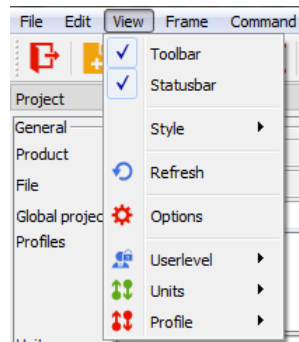 File Edit View Frame Command
Toolbar
Statusbar
Style
Refresh
Options
Userlevel
Units
Profile
Project
General
Product
File
Global projec
Profiles